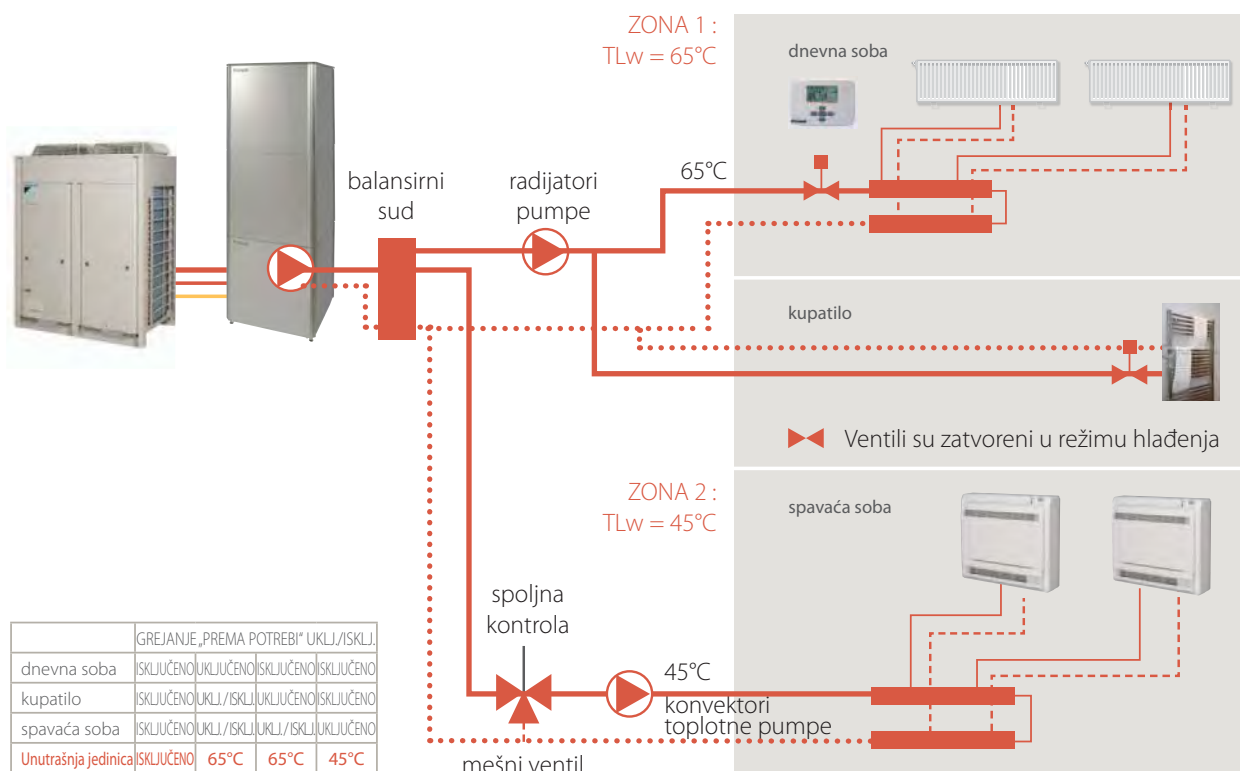 ZONA 1 :
TLw = 65°C
dnevna soba
65°C
balansirni
sud
radijatori
pumpe
kupatilo
Ventili su zatvoreni u režimu hlađenja
ZONA 2 :
TLw = 45°C
spavaća soba
spoljna
kontrola
45°C
konvektori
toplotne pumpe
mešni ventil
GREJANJE „PREMA POTREBI“ UKLJ./ISKLJ.
dnevna soba ISKLJUČENO UKLJUČENO ISKLJUČENO ISKLJUČENO
kupatilo ISKLJUČENO UKLJ./ISKLJ. UKLJUČENO ISKLJUČENO
spavaća soba ISKLJUČENO UKLJ./ISKLJ. UKLJ./ISKLJ. UKLJUČENO
Unutrašnja jedinica ISKLJUČENO 65°C 65°C 45°C